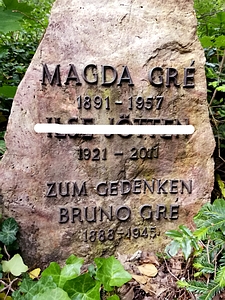 MAGDA GRÉ
1891 - 1957
1921 - 2011
ZUM GEDENKEN
BRUNO GRÉ
1883 - 1945